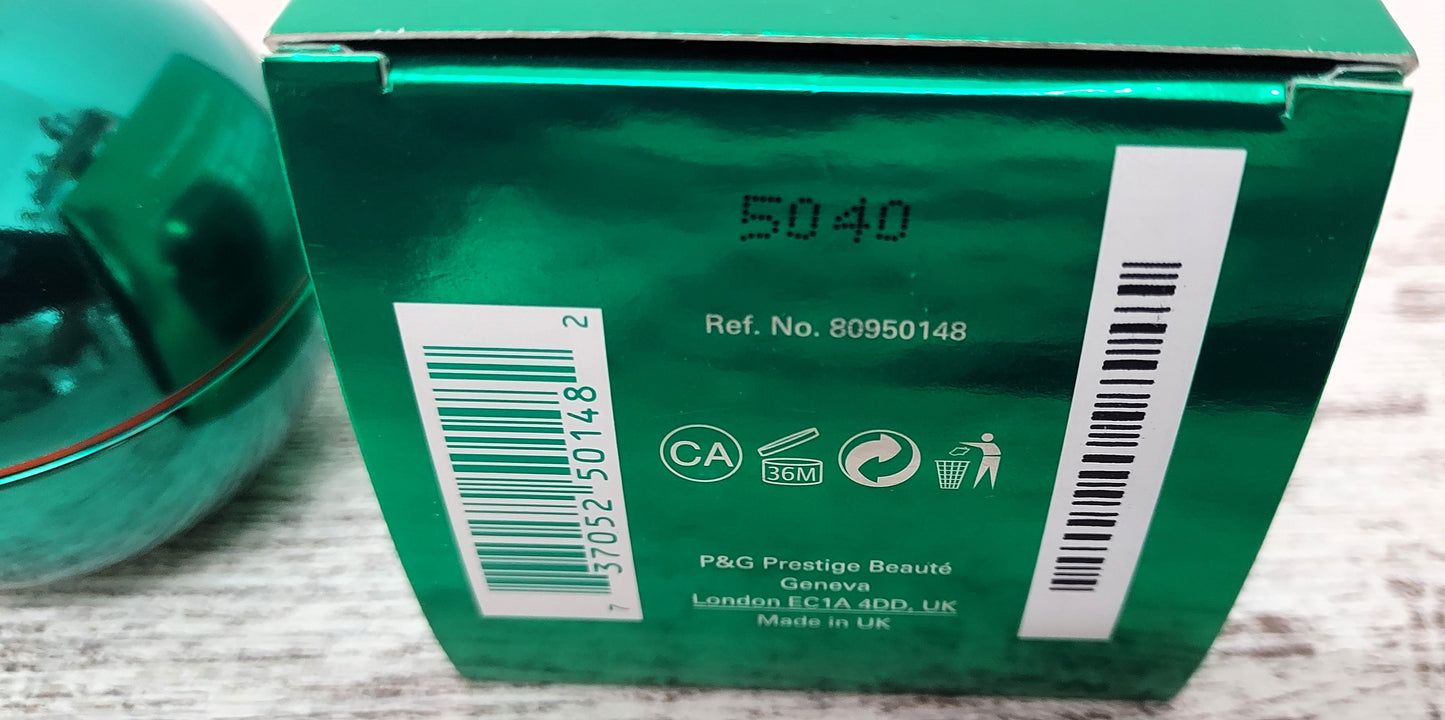 5040
Ref. No. 80950148
CA
36M
7 37052 50148 2
P&G Prestige Beauté
Geneva
London EC1A 4DD, UK
Made in UK